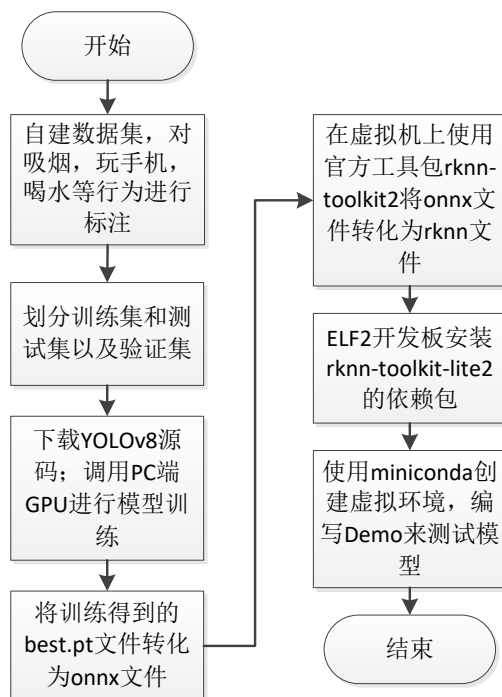 开始
自建数据集，对
吸烟，玩手机，
喝水等行为进行
标注
划分训练集和测
试集以及验证集
下载YOLOv8源
码；调用PC端
GPU进行模型训
练
将训练得到的
best.pt文件转化
为onnx文件
在虚拟机上使用
官方工具包rknn-
toolkit2将onnx文
件转化为rknn文
件
ELF2开发板安装
rknn-toolkit-lite2
的依赖包
使用miniconda创
建虚拟环境，编
写Demo来测试模
型
结束